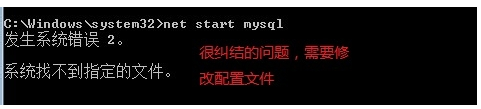 C:\Windows\system32>net start mysql
发生系统错误 2。
很纠结的问题，需要修
系统找不到指定的文件。
改配置文件